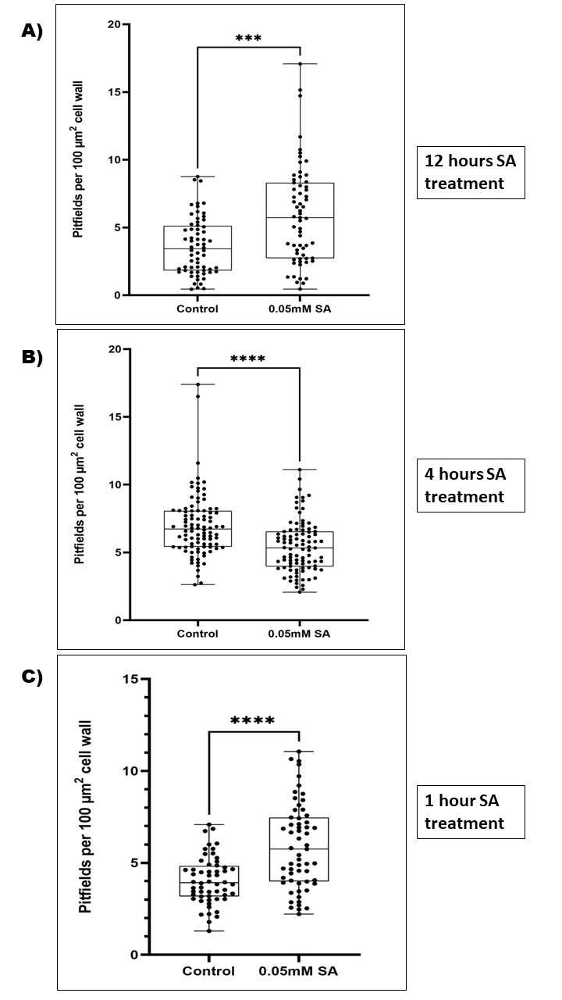 A)
20
15
10
5
0
Pitfields per 100 µm² cell wall
***
Control
0.05mM SA
12 hours SA
treatment
B)
20
15
10
5
0
Pitfields per 100 µm² cell wall
****
Control
0.05mM SA
4 hours SA
treatment
C)
15
10
5
0
Pitfields per 100 µm² cell wall
****
Control
0.05mM SA
1 hour SA
treatment